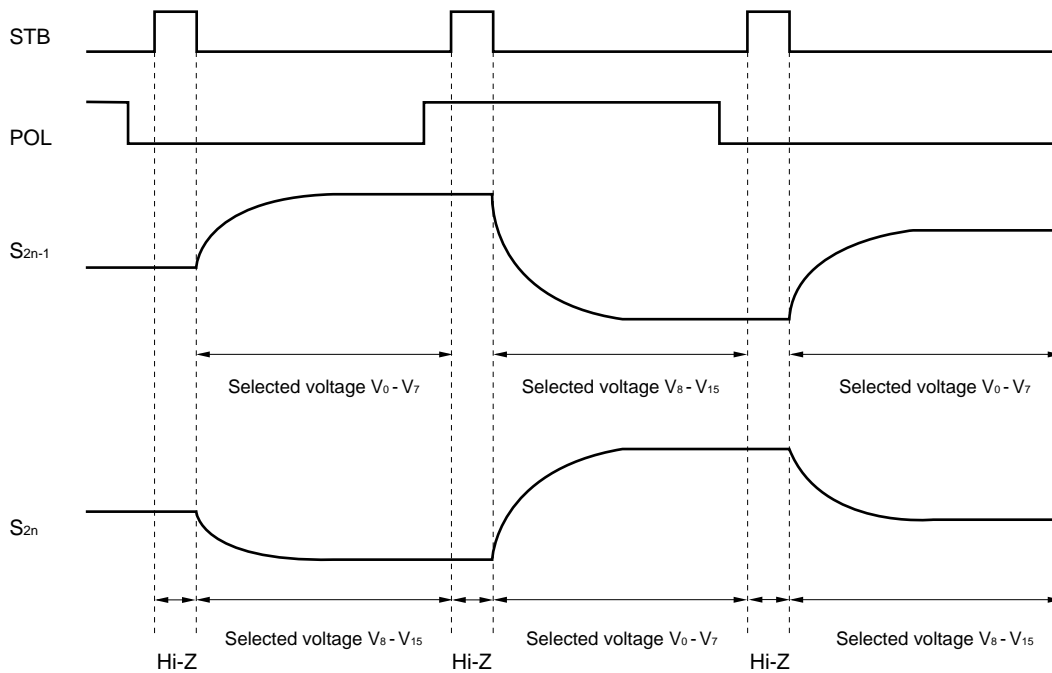 STB
POL
S2n-1
Selected voltage V0 - V7 Selected voltage V8 - V15 Selected voltage V0 - V7
S2n
Selected voltage V8 - V15 Selected voltage V0 - V7 Selected voltage V8 - V15
Hi-Z Hi-Z Hi-Z